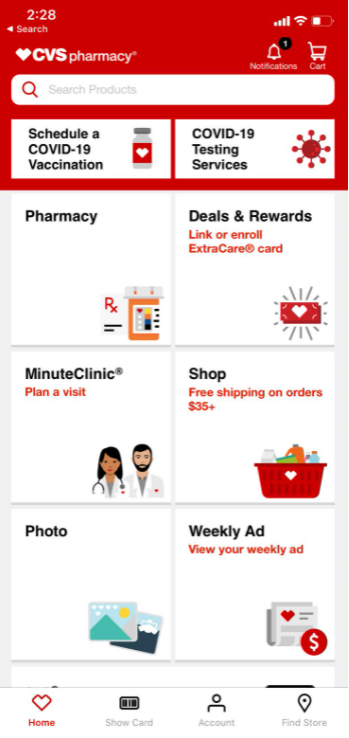 2:28
Search
CVS pharmacy®
1
Notifications
Cart
Search Products
Schedule a
COVID-19
Vaccination
COVID-19
Testing
Services
Pharmacy
Rx
Deals & Rewards
Link or enroll
ExtraCare® card
MinuteClinic®
Plan a visit
Shop
Free shipping on orders
$35+
Photo
Weekly Ad
View your weekly ad
$
Home
Show Card
Account
Find Store